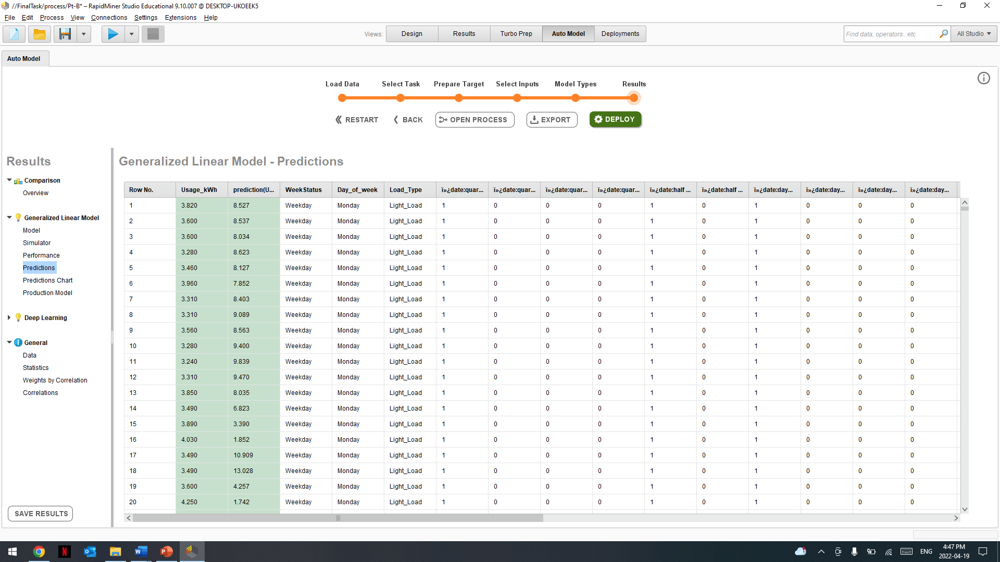 //FinalTask/process/Pt-B* – RapidMiner Studio Educational 9.10.007 @ DESKTOP-UKOEEK5
File Edit Process View Connections Settings Extensions Help
Views: Design Results Turbo Prep Auto Model Deployments Find data, operators...etc All Studio
Auto Model
Load Data Select Task Prepare Target Select Inputs Model Types Results
RESTART BACK OPEN PROCESS EXPORT DEPLOY
Results
Comparison
Overview
Generalized Linear Model
Model
Simulator
Performance
Predictions
Predictions Chart
Production Model
Deep Learning
General
Data
Statistics
Weights by Correlation
Correlations
SAVE RESULTS
Generalized Linear Model - Predictions
Row No. Usage_kWh prediction(U... WeekStatus Day_of_week Load_Type ï»¿date:quar... ï»¿date:quar... ï»¿date:quar... ï»¿date:quar... ï»¿date:half ... ï»¿date:half ... ï»¿date:day... ï»¿date:day... ï»¿date:day... ï»¿date:day...
1 3.820 8.527 Weekday Monday Light_Load 1 0 0 0 1 0 1 0 0 0
2 3.600 8.537 Weekday Monday Light_Load 1 0 0 0 1 0 1 0 0 0
3 3.600 8.034 Weekday Monday Light_Load 1 0 0 0 1 0 1 0 0 0
4 3.280 8.623 Weekday Monday Light_Load 1 0 0 0 1 0 1 0 0 0
5 3.460 8.127 Weekday Monday Light_Load 1 0 0 0 1 0 1 0 0 0
6 3.960 7.852 Weekday Monday Light_Load 1 0 0 0 1 0 1 0 0 0
7 3.310 8.403 Weekday Monday Light_Load 1 0 0 0 1 0 1 0 0 0
8 3.310 9.089 Weekday Monday Light_Load 1 0 0 0 1 0 1 0 0 0
9 3.560 8.563 Weekday Monday Light_Load 1 0 0 0 1 0 1 0 0 0
10 3.280 9.400 Weekday Monday Light_Load 1 0 0 0 1 0 1 0 0 0
11 3.240 9.839 Weekday Monday Light_Load 1 0 0 0 1 0 1 0 0 0
12 3.310 9.470 Weekday Monday Light_Load 1 0 0 0 1 0 1 0 0 0
13 3.850 8.035 Weekday Monday Light_Load 1 0 0 0 1 0 1 0 0 0
14 3.490 6.823 Weekday Monday Light_Load 1 0 0 0 1 0 1 0 0 0
15 3.890 3.390 Weekday Monday Light_Load 1 0 0 0 1 0 1 0 0 0
16 4.030 1.852 Weekday Monday Light_Load 1 0 0 0 1 0 1 0 0 0
17 3.490 10.909 Weekday Monday Light_Load 1 0 0 0 1 0 1 0 0 0
18 3.490 13.028 Weekday Monday Light_Load 1 0 0 0 1 0 1 0 0 0
19 3.600 4.257 Weekday Monday Light_Load 1 0 0 0 1 0 1 0 0 0
20 4.250 1.742 Weekday Monday Light_Load 1 0 0 0 1 0 1 0 0 0
ENG 4:47 PM
2022-04-19